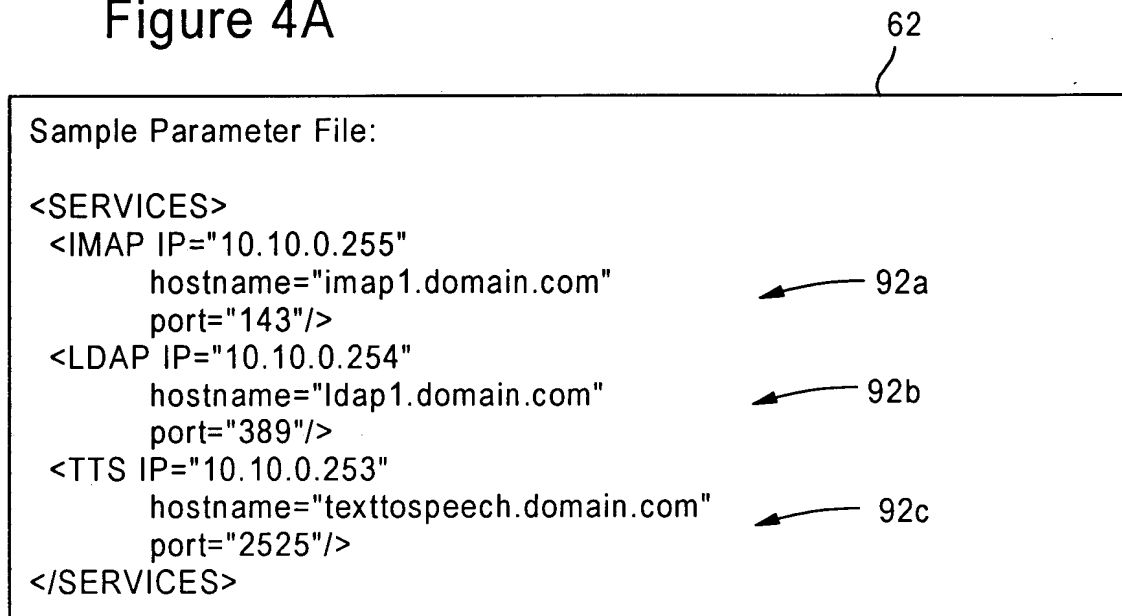 Figure 4A
62
Sample Parameter File:
<SERVICES>
<IMAP IP="10.10.0.255"
hostname="imap1.domain.com"
92a
port="143"/>
<LDAP IP="10.10.0.254"
hostname="ldap1.domain.com"
92b
port="389"/>
<TTS IP="10.10.0.253"
hostname="texttospeech.domain.com"
92c
port="2525"/>
</SERVICES>